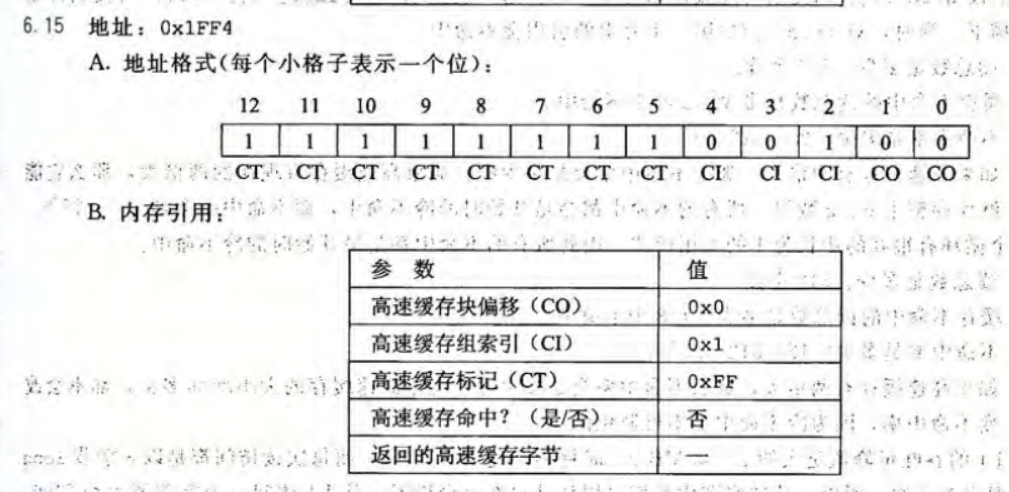 6.15 地址：0x1FF4
A. 地址格式(每个小格子表示一个位)：
12 11 10 9 8 7 6 5 4 3 2 1 0
1 1 1 1 1 1 1 1 0 0 1 0 0
CT CT CT CT CT CT CT CT CI CI CI CO CO
B. 内存引用：
参 数 值
高速缓存块偏移（CO） 0x0
高速缓存组索引（CI） 0x1
高速缓存标记（CT） 0xFF
高速缓存命中？（是/否） 否
返回的高速缓存字节 —